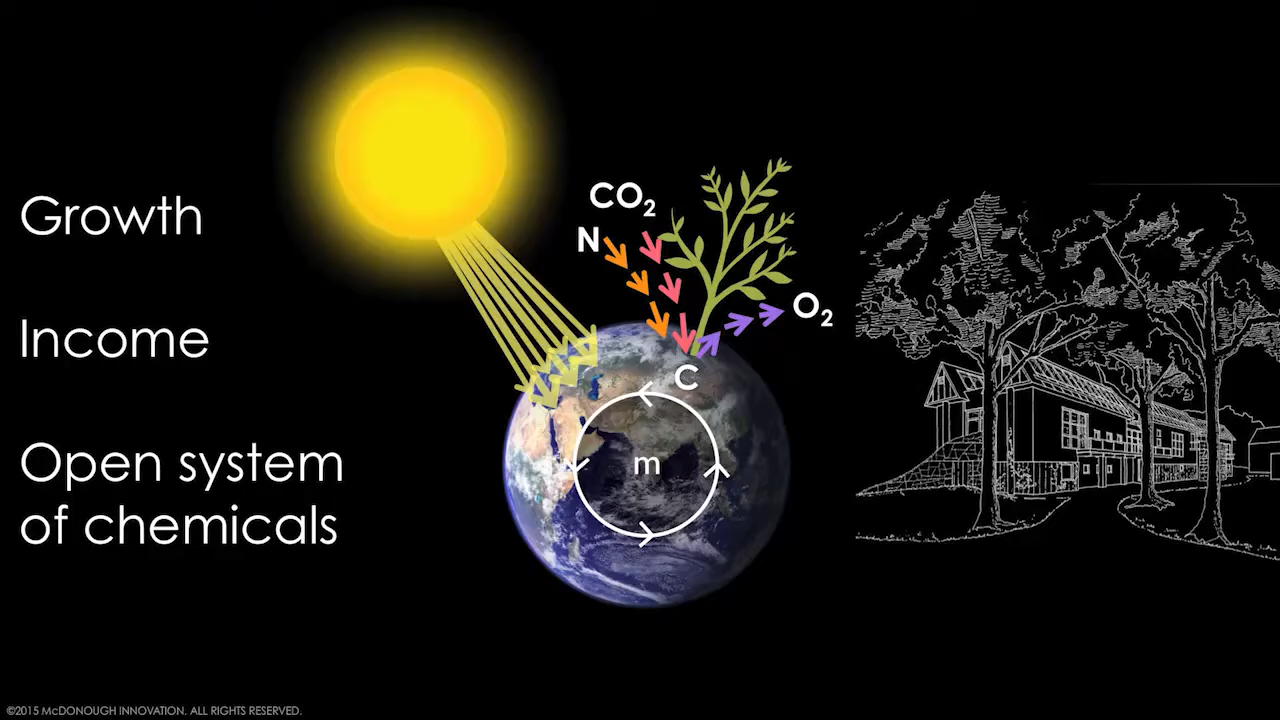 Growth
Income
Open system
of chemicals
CO₂
N
O₂
C
m
©2015 McDONOUGH INNOVATION. ALL RIGHTS RESERVED.